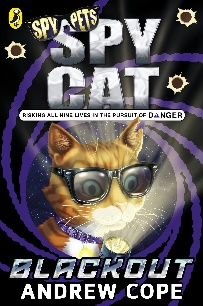 SPY PETS
SPY
CAT
RISKING ALL NINE LIVES IN THE PURSUIT OF DANGER
BLACKOUT
ANDREW COPE